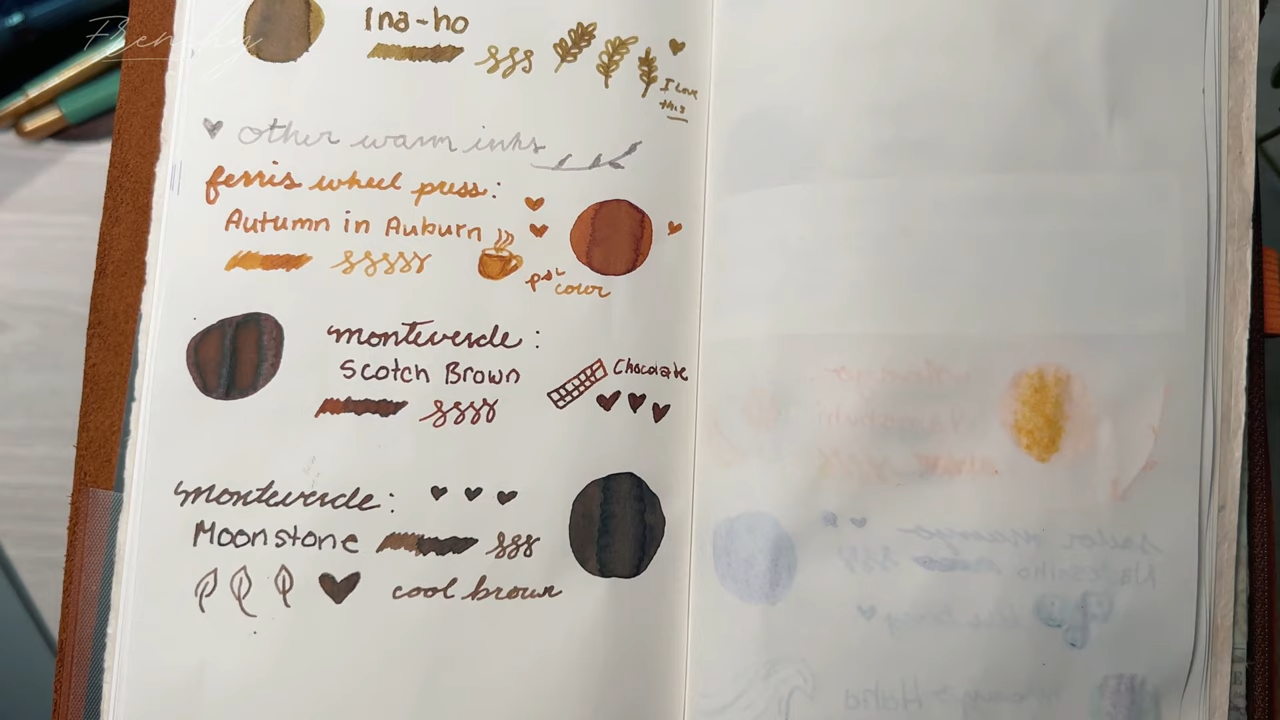 Frenchy
Ina-ho
I love
this
other warm inks
ferris wheel press:
Autumn in Auburn
psl
color
monteverde:
Scotch Brown
Chocolate
monteverde:
Moonstone
cool brown